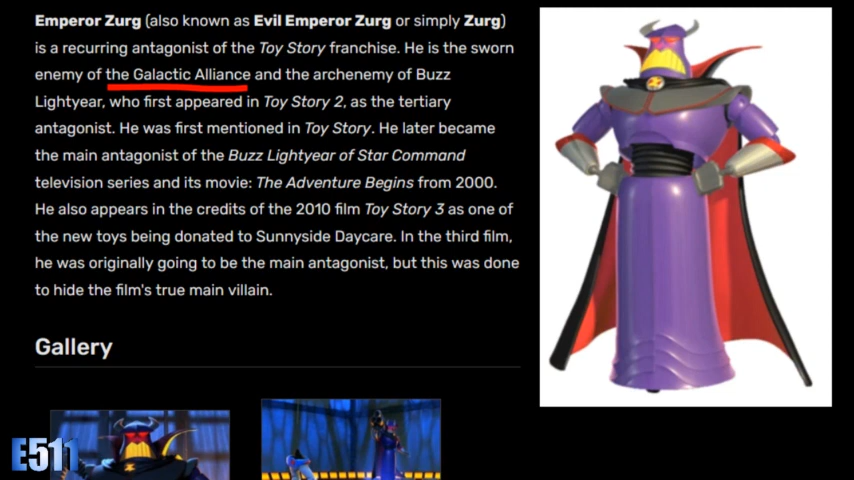 Emperor Zurg (also known as Evil Emperor Zurg or simply Zurg)
is a recurring antagonist of the Toy Story franchise. He is the sworn
enemy of the Galactic Alliance and the archenemy of Buzz
Lightyear, who first appeared in Toy Story 2, as the tertiary
antagonist. He was first mentioned in Toy Story. He later became
the main antagonist of the Buzz Lightyear of Star Command
television series and its movie: The Adventure Begins from 2000.
He also appears in the credits of the 2010 film Toy Story 3 as one of
the new toys being donated to Sunnyside Daycare. In the third film,
he was originally going to be the main antagonist, but this was done
to hide the film's true main villain.
Gallery
E511